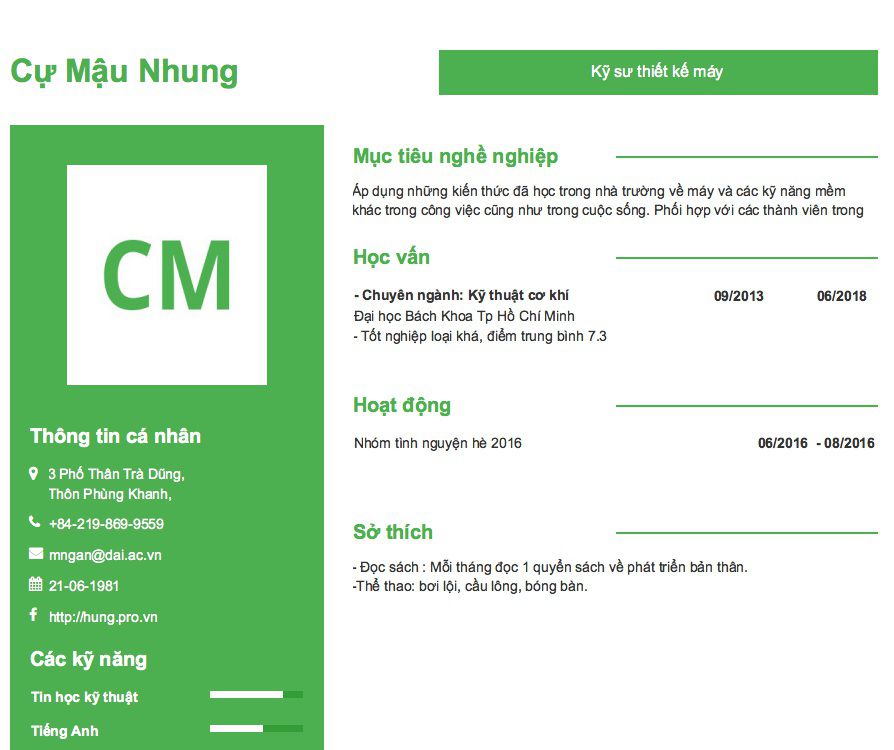 Cự Mậu Nhung
Kỹ sư thiết kế máy
CM
Thông tin cá nhân
3 Phố Thân Trà Dũng,
Thôn Phùng Khanh,
+84-219-869-9559
mngan@dai.ac.vn
21-06-1981
http://hung.pro.vn
Các kỹ năng
Tin học kỹ thuật
Tiếng Anh
Mục tiêu nghề nghiệp
Áp dụng những kiến thức đã học trong nhà trường về máy và các kỹ năng mềm
khác trong công việc cũng như trong cuộc sống. Phối hợp với các thành viên trong
Học vấn
- Chuyên ngành: Kỹ thuật cơ khí 09/2013 06/2018
Đại học Bách Khoa Tp Hồ Chí Minh
- Tốt nghiệp loại khá, điểm trung bình 7.3
Hoạt động
Nhóm tình nguyện hè 2016 06/2016 - 08/2016
Sở thích
- Đọc sách : Mỗi tháng đọc 1 quyển sách về phát triển bản thân.
-Thể thao: bơi lội, cầu lông, bóng bàn.